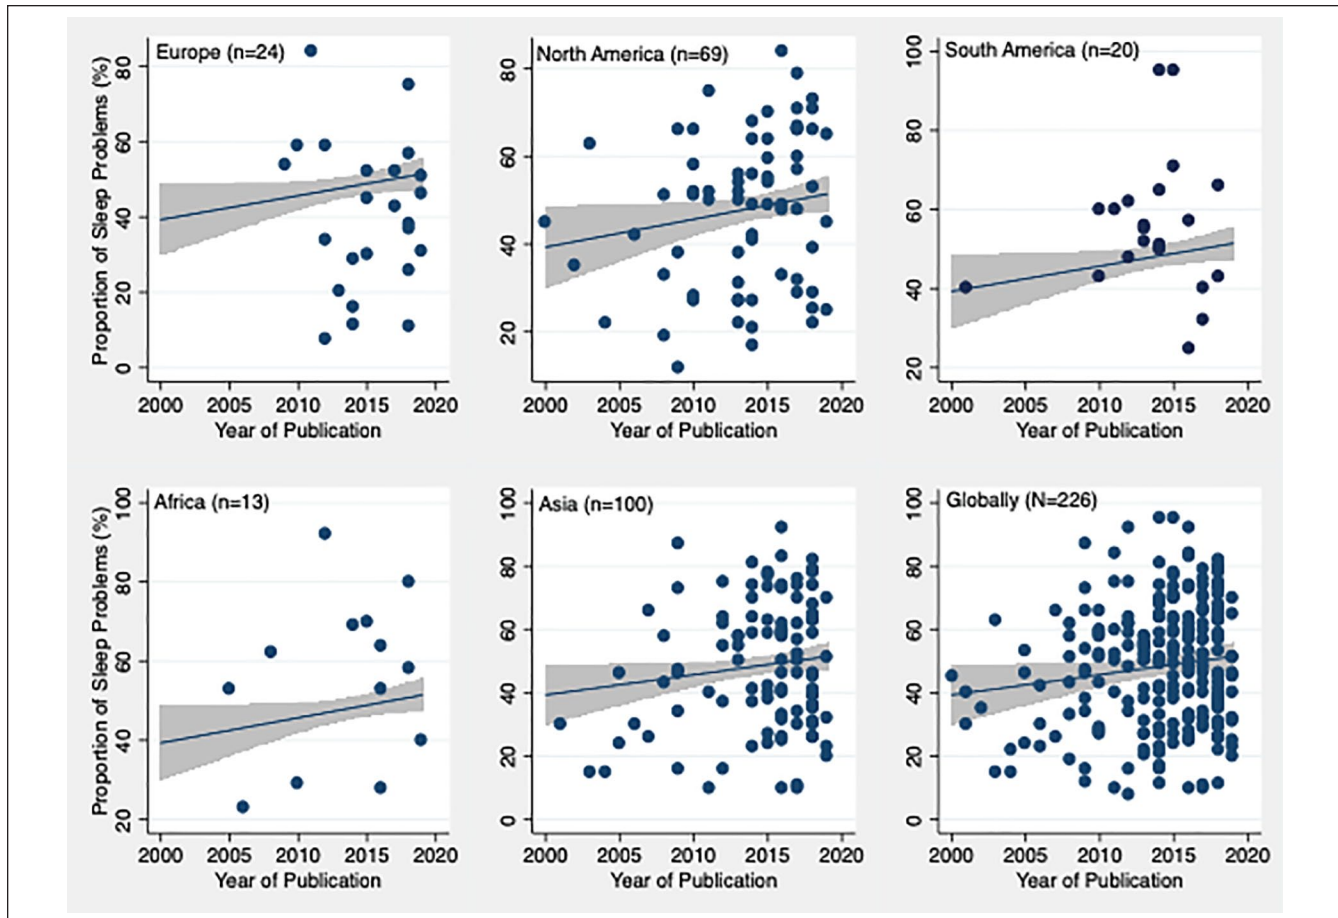 Europe (n=24)
Proportion of Sleep Problems (%)
80
60
40
20
0
2000 2005 2010 2015 2020
Year of Publication
North America (n=69)
80
60
40
20
2000 2005 2010 2015 2020
Year of Publication
South America (n=20)
100
80
60
40
20
2000 2005 2010 2015 2020
Year of Publication
Africa (n=13)
Proportion of Sleep Problems (%)
100
80
60
40
20
2000 2005 2010 2015 2020
Year of Publication
Asia (n=100)
100
80
60
40
20
0
2000 2005 2010 2015 2020
Year of Publication
Globally (N=226)
100
80
60
40
20
0
2000 2005 2010 2015 2020
Year of Publication